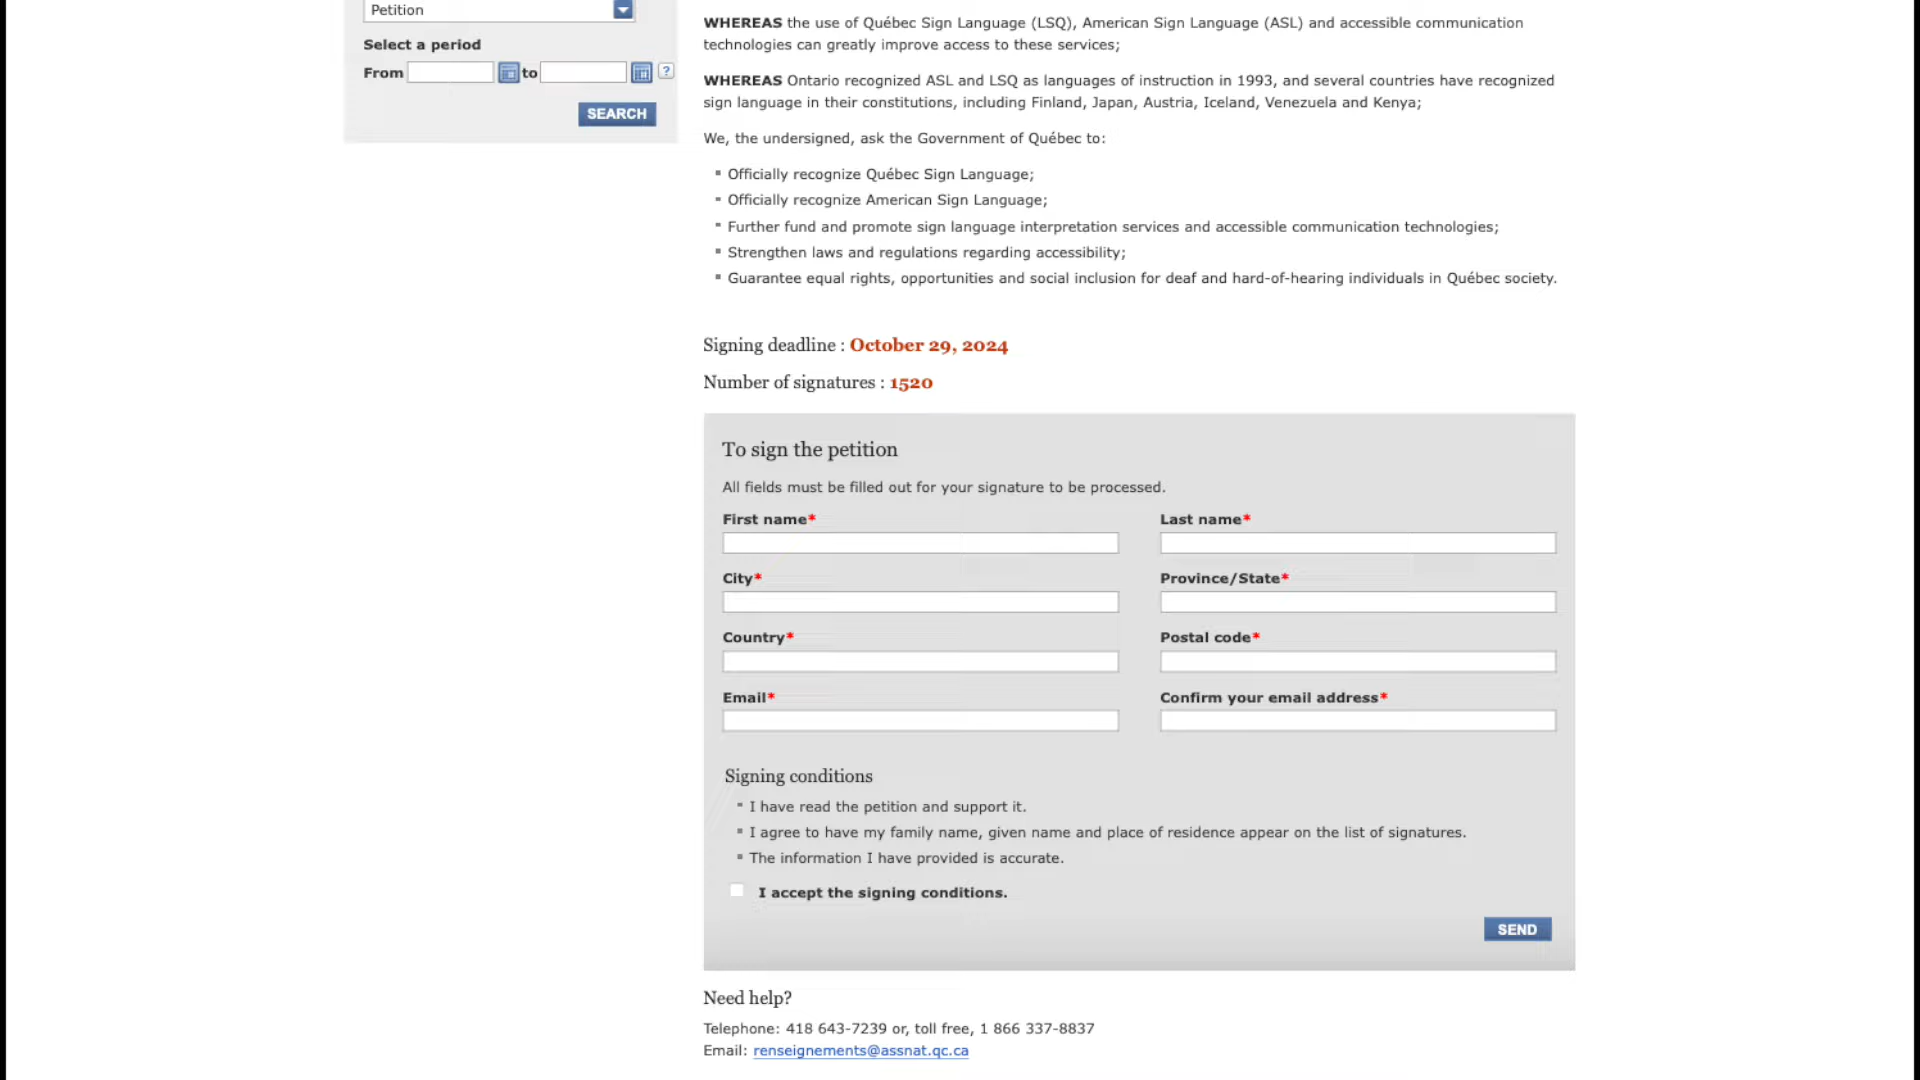 Petition
Select a period
From to ?
SEARCH
WHEREAS the use of Québec Sign Language (LSQ), American Sign Language (ASL) and accessible communication
technologies can greatly improve access to these services;
WHEREAS Ontario recognized ASL and LSQ as languages of instruction in 1993, and several countries have recognized
sign language in their constitutions, including Finland, Japan, Austria, Iceland, Venezuela and Kenya;
We, the undersigned, ask the Government of Québec to:
Officially recognize Québec Sign Language;
Officially recognize American Sign Language;
Further fund and promote sign language interpretation services and accessible communication technologies;
Strengthen laws and regulations regarding accessibility;
Guarantee equal rights, opportunities and social inclusion for deaf and hard-of-hearing individuals in Québec society.
Signing deadline : October 29, 2024
Number of signatures : 1520
To sign the petition
All fields must be filled out for your signature to be processed.
First name* Last name*
City* Province/State*
Country* Postal code*
Email* Confirm your email address*
Signing conditions
I have read the petition and support it.
I agree to have my family name, given name and place of residence appear on the list of signatures.
The information I have provided is accurate.
I accept the signing conditions.
SEND
Need help?
Telephone: 418 643-7239 or, toll free, 1 866 337-8837
Email: renseignements@assnat.qc.ca